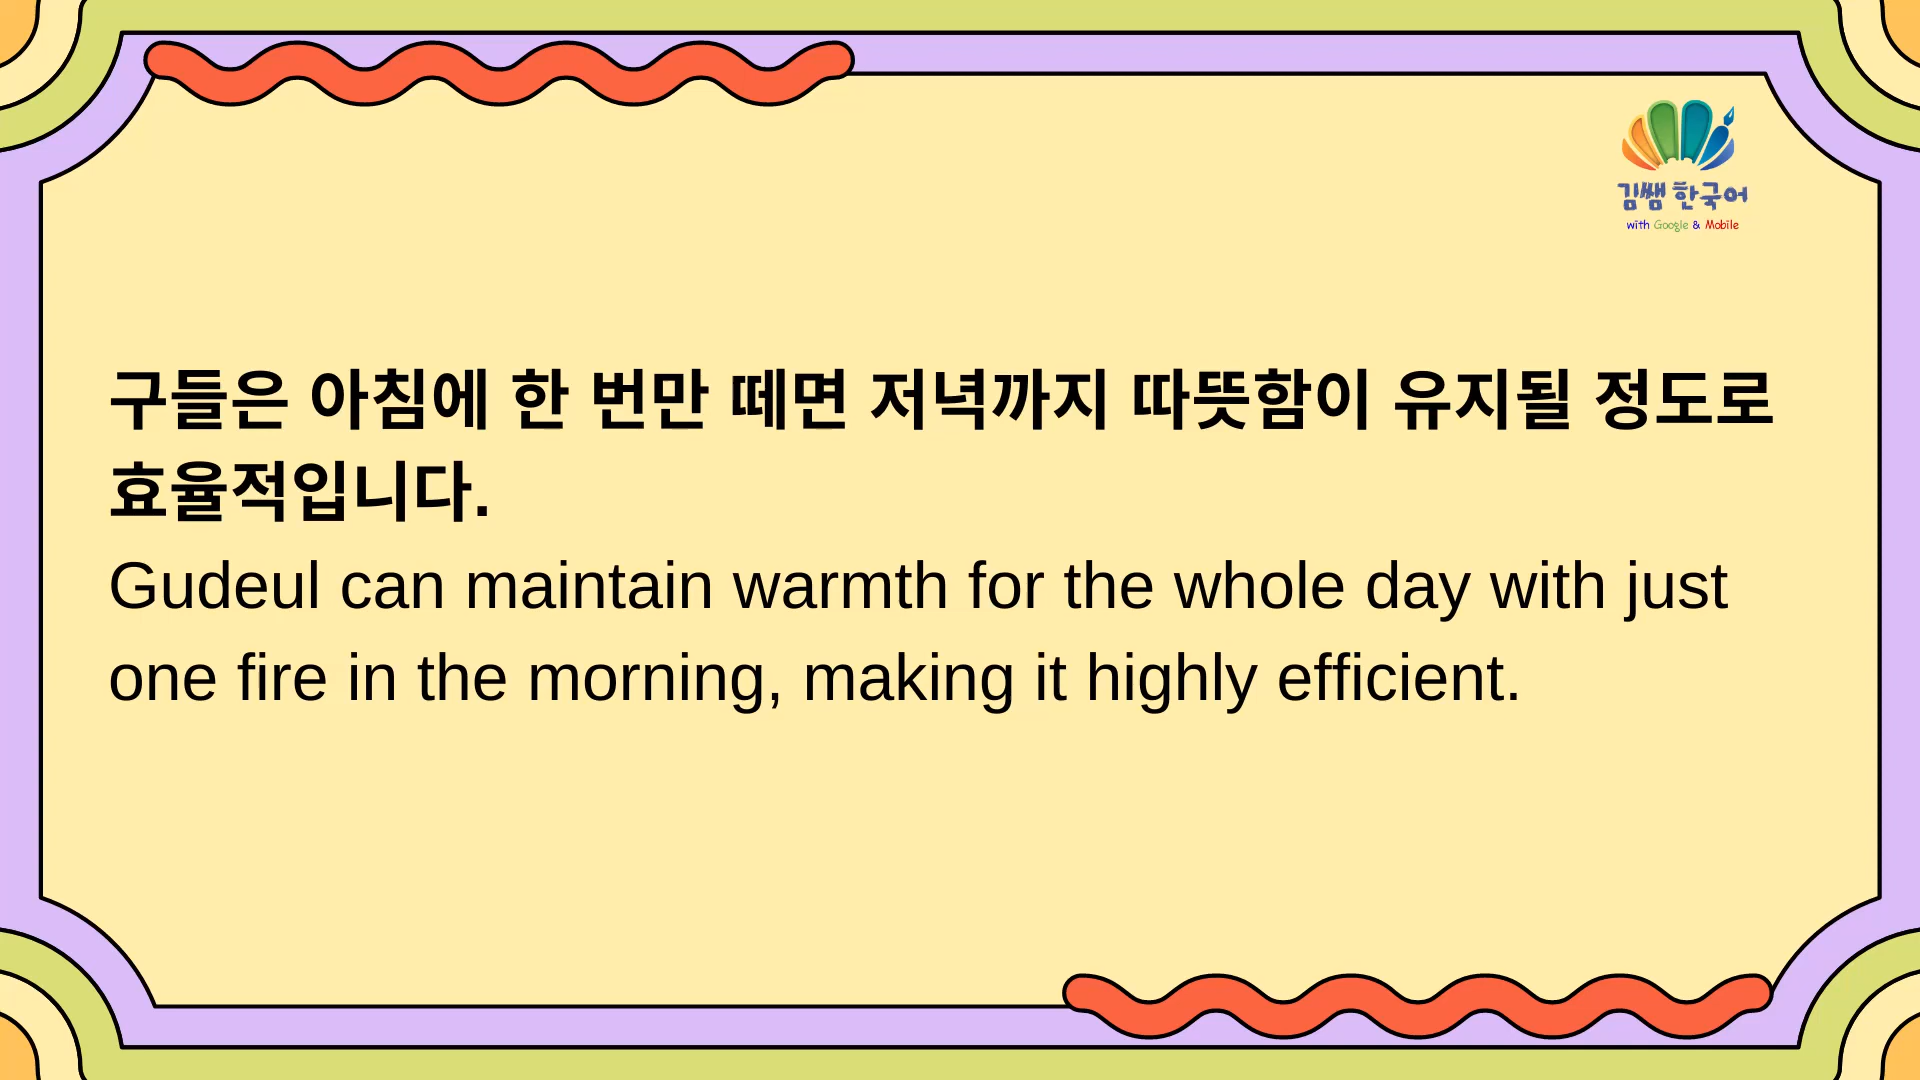 김쌤 한국어
with Google & Mobile
구들은 아침에 한 번만 떼면 저녁까지 따뜻함이 유지될 정도로
효율적입니다.
Gudeul can maintain warmth for the whole day with just
one fire in the morning, making it highly efficient.